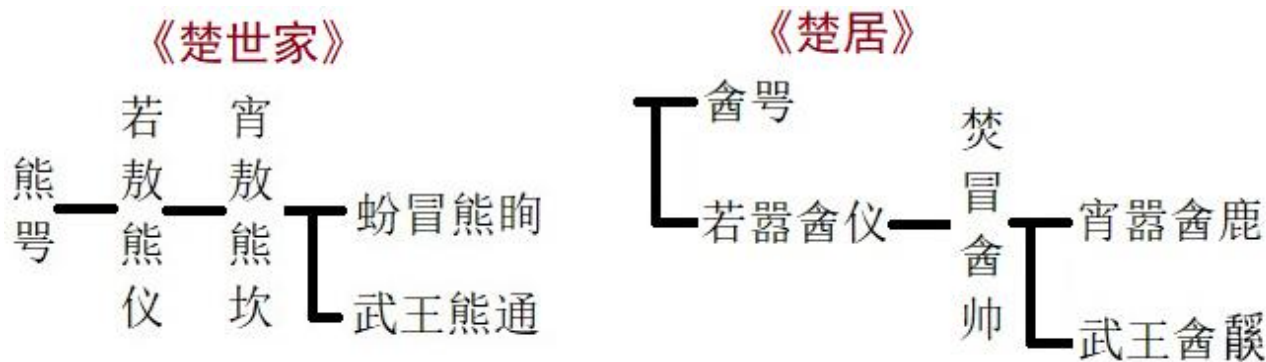 《楚世家》
熊咢
若敖熊仪
宵敖熊坎
蚡冒熊眴
武王熊通
《楚居》
酓咢
若嚣酓仪
焚冒酓帅
宵嚣酓鹿
武王酓